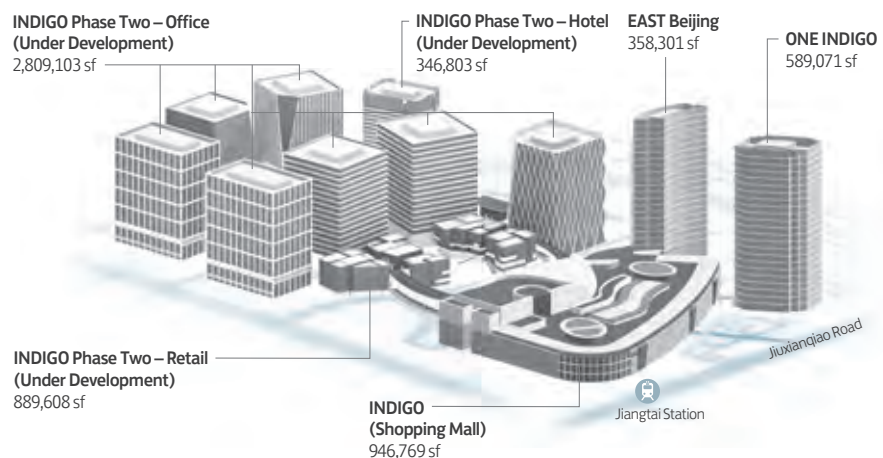 INDIGO Phase Two – Office
(Under Development)
2,809,103 sf
INDIGO Phase Two – Hotel
(Under Development)
346,803 sf
EAST Beijing
358,301 sf
ONE INDIGO
589,071 sf
INDIGO Phase Two – Retail
(Under Development)
889,608 sf
INDIGO
(Shopping Mall)
946,769 sf
Jiangtai Station
Jiuxianqiao Road